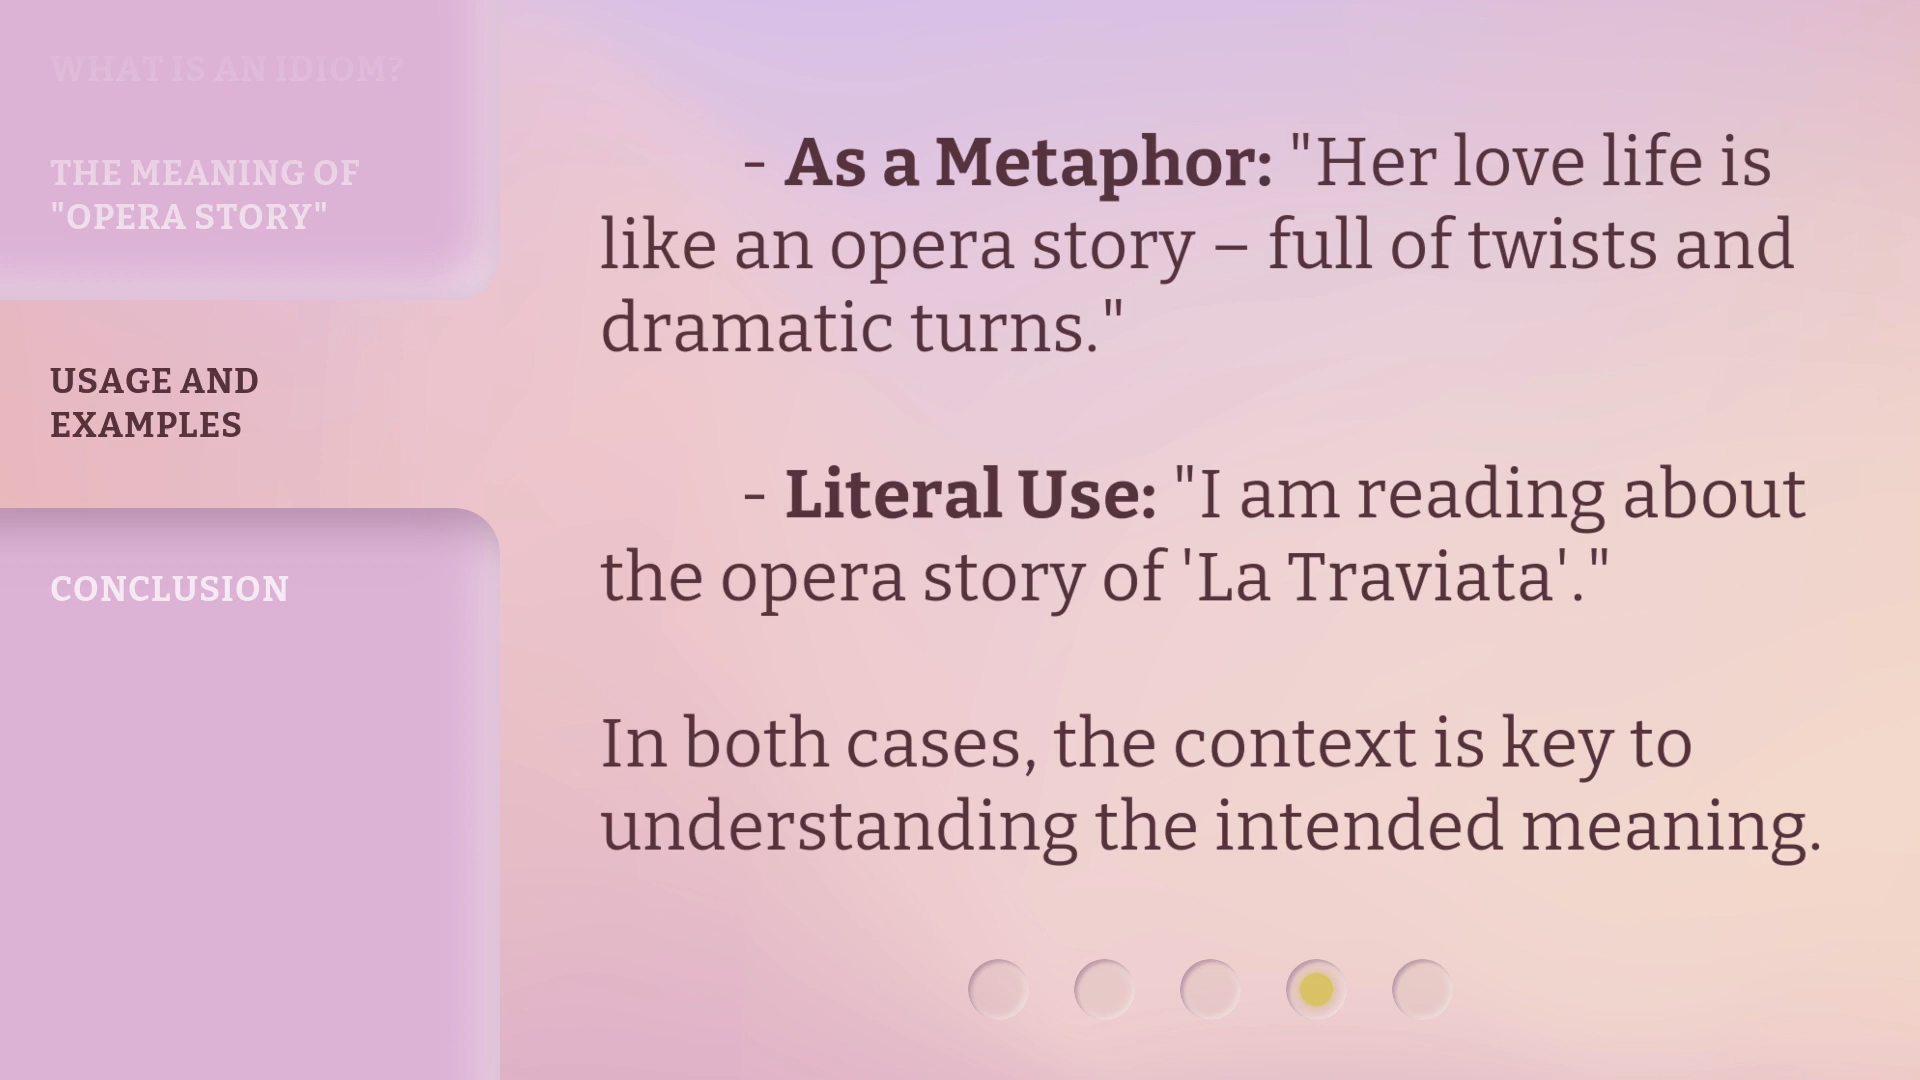 WHAT IS AN IDIOM?
THE MEANING OF
"OPERA STORY"
USAGE AND
EXAMPLES
CONCLUSION
- As a Metaphor: "Her love life is
like an opera story – full of twists and
dramatic turns."
- Literal Use: "I am reading about
the opera story of 'La Traviata'."
In both cases, the context is key to
understanding the intended meaning.